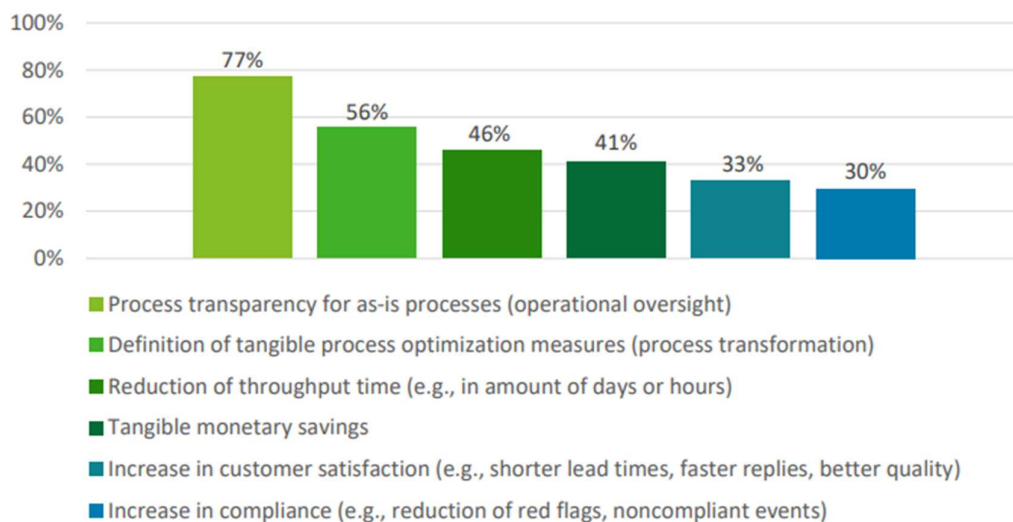 100%
80%
60%
40%
20%
0%
77%
56%
46%
41%
33%
30%
Process transparency for as-is processes (operational oversight)
Definition of tangible process optimization measures (process transformation)
Reduction of throughput time (e.g., in amount of days or hours)
Tangible monetary savings
Increase in customer satisfaction (e.g., shorter lead times, faster replies, better quality)
Increase in compliance (e.g., reduction of red flags, noncompliant events)